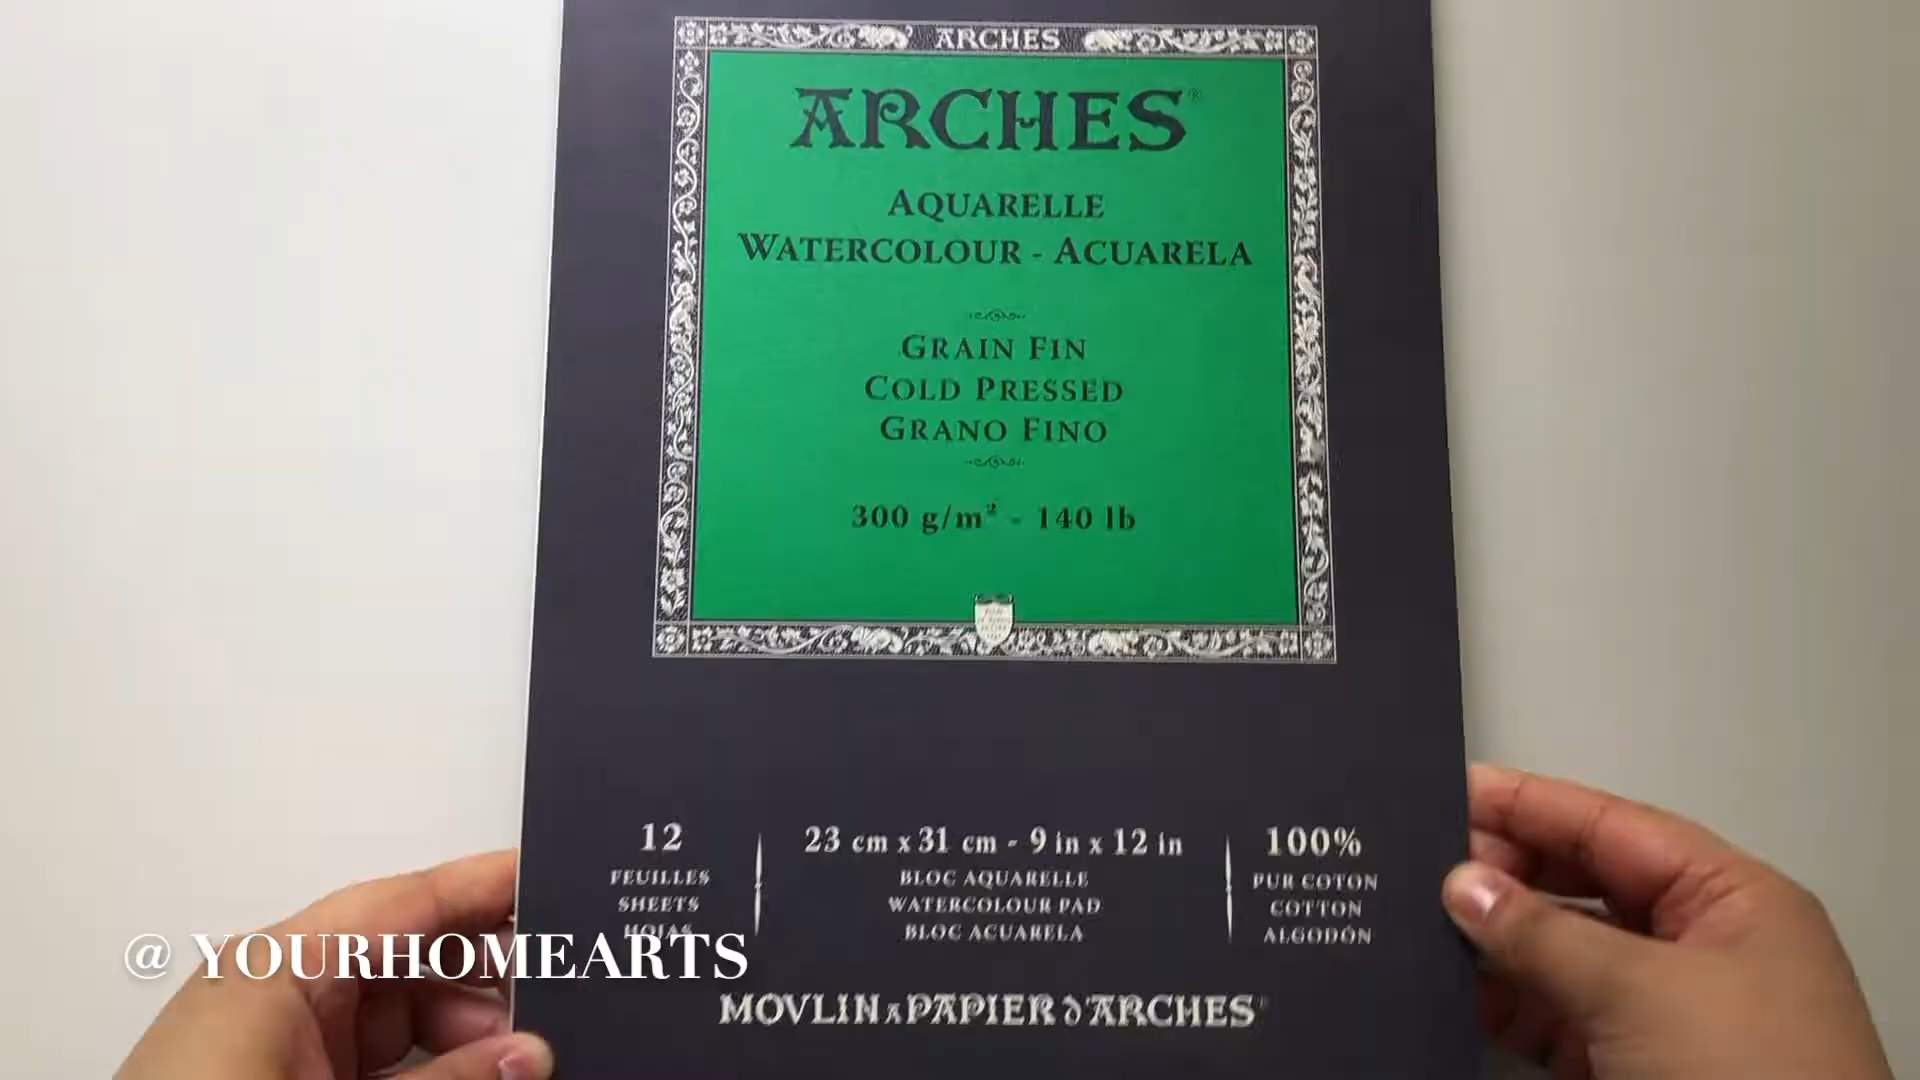 ARCHES
ARCHES®
AQUARELLE
WATERCOLOUR - ACUARELA
GRAIN FIN
COLD PRESSED
GRANO FINO
300 g/m² - 140 lb
12
FEUILLES
SHEETS
HOJAS
23 cm x 31 cm - 9 in x 12 in
BLOC AQUARELLE
WATERCOLOUR PAD
BLOC ACUARELA
100%
PUR COTON
COTTON
ALGODÓN
@ YOURHOMEARTS
MOVLIN A PAPIER D'ARCHES®